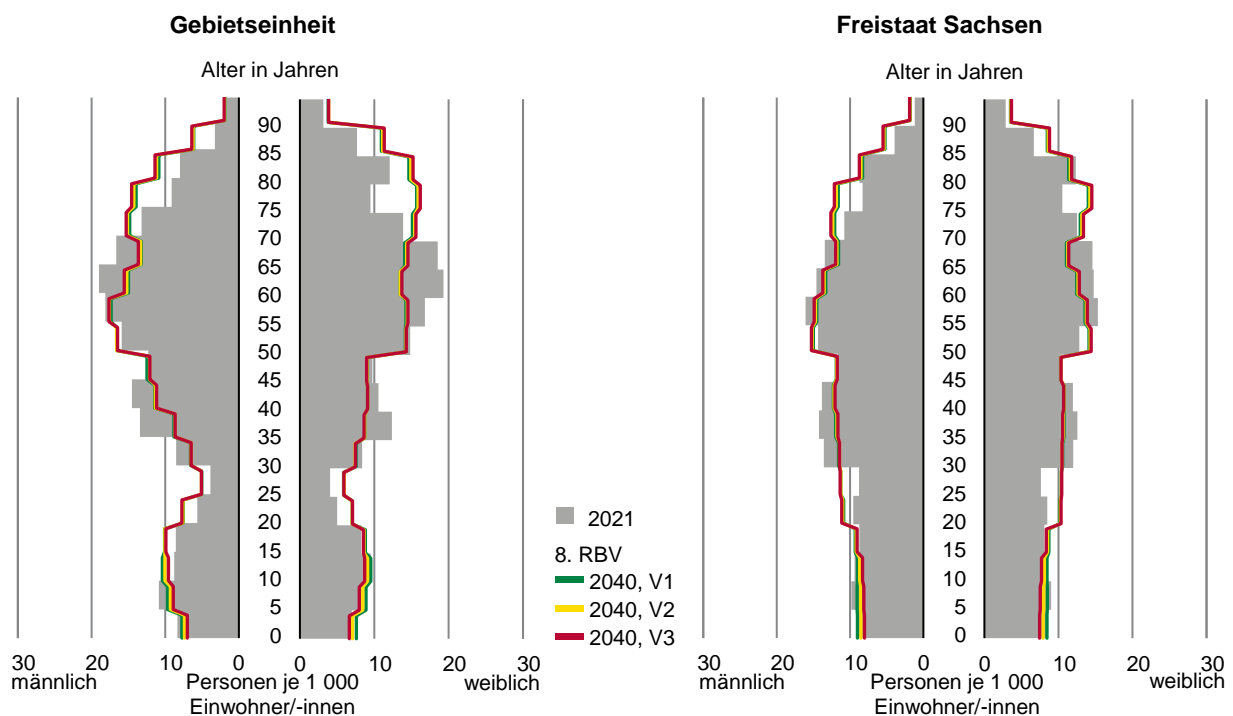 Gebietseinheit
Alter in Jahren
90
85
80
75
70
65
60
55
50
45
40
35
30
25
20
15
10
5
0
30 20 10 0 0 10 20 30
männlich Personen je 1 000 weiblich
Einwohner/-innen
2021
8. RBV
2040, V1
2040, V2
2040, V3
Freistaat Sachsen
Alter in Jahren
90
85
80
75
70
65
60
55
50
45
40
35
30
25
20
15
10
5
0
30 20 10 0 0 10 20 30
männlich Personen je 1 000 weiblich
Einwohner/-innen